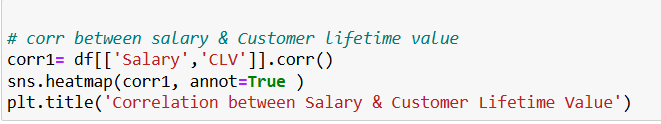 # corr between salary & Customer lifetime value
corr1= df[['Salary','CLV']].corr()
sns.heatmap(corr1, annot=True )
plt.title('Correlation between Salary & Customer Lifetime Value')